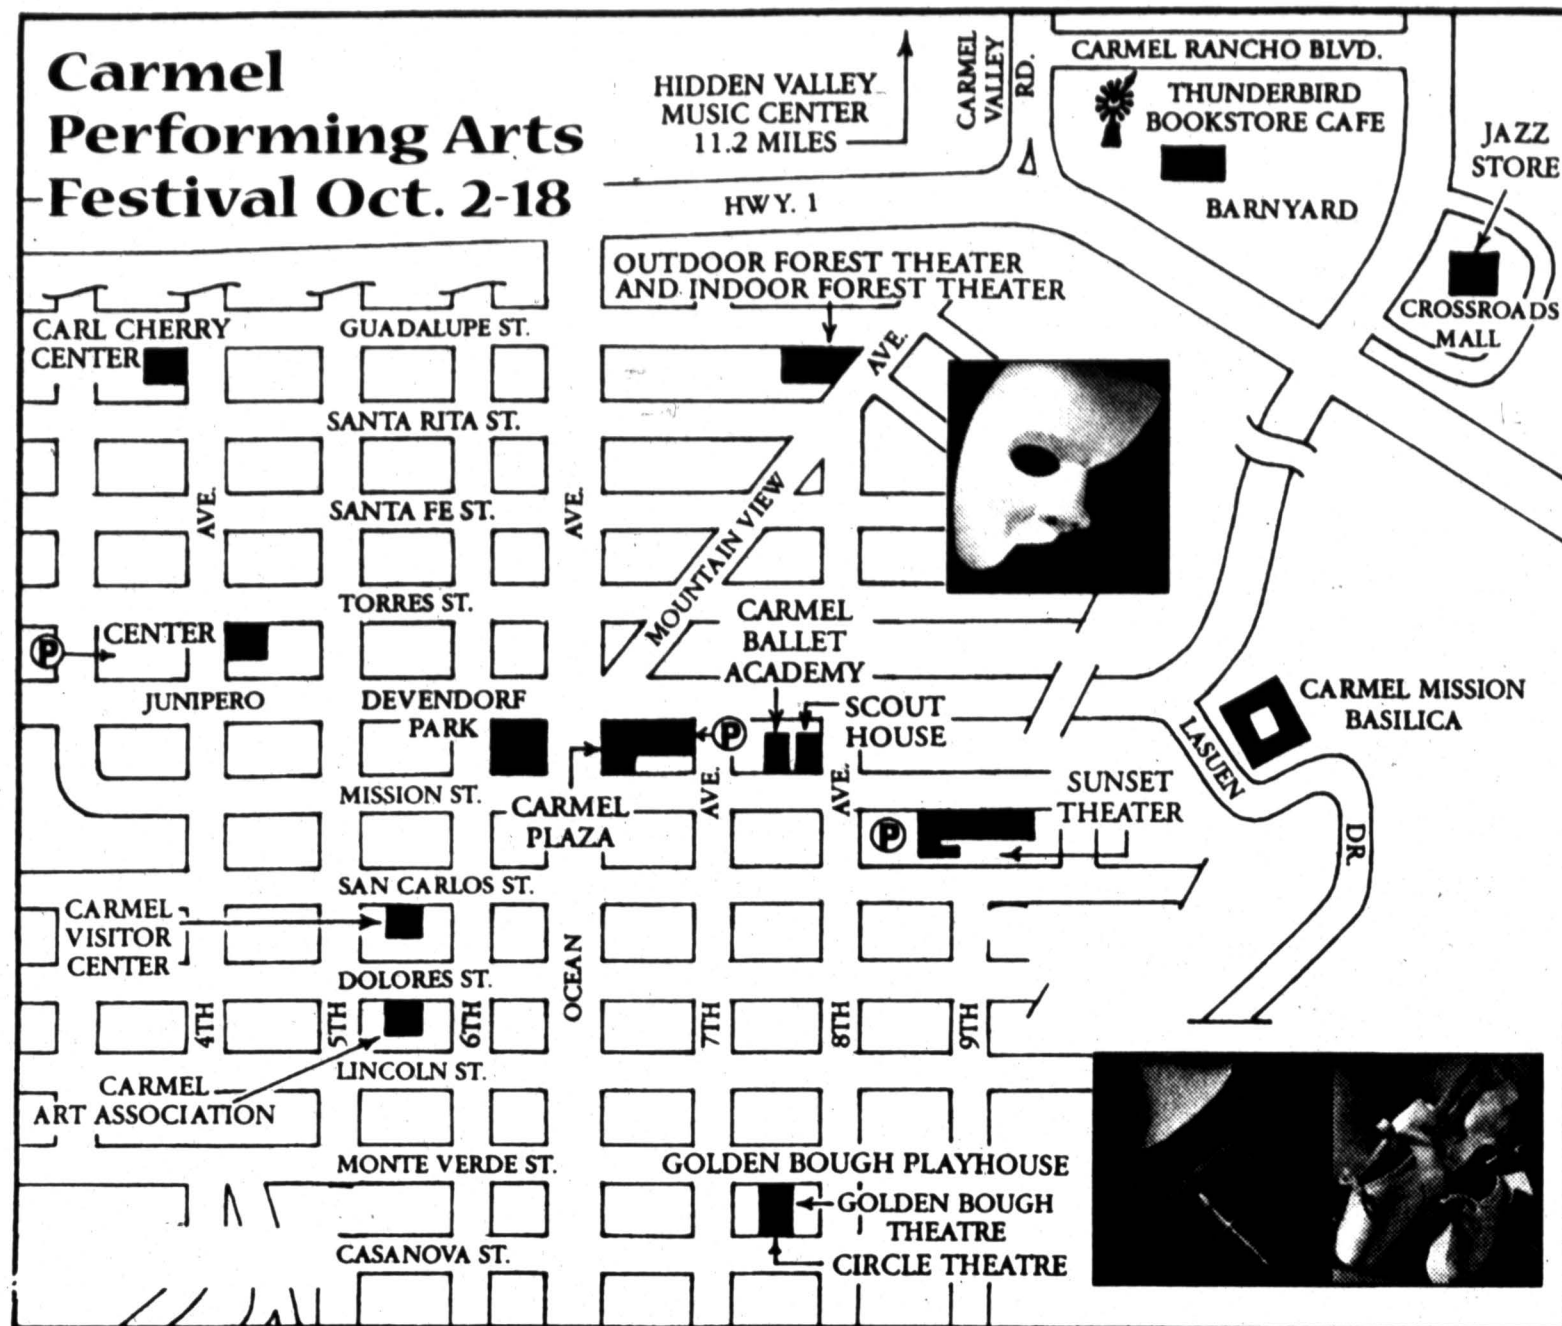 Carmel
Performing Arts
Festival Oct. 2-18
HIDDEN VALLEY
MUSIC CENTER
11.2 MILES
CARMEL
VALLEY
RD.
CARMEL RANCHO BLVD.
THUNDERBIRD
BOOKSTORE CAFE
BARNYARD
JAZZ
STORE
CROSSROADS
MALL
HWY. 1
OUTDOOR FOREST THEATER
AND INDOOR FOREST THEATER
CARL CHERRY
CENTER
GUADALUPE ST.
AVE.
SANTA RITA ST.
AVE.
SANTA FE ST.
AVE.
MOUNTAIN VIEW
TORRES ST.
P
CENTER
JUNIPERO
DEVENDORF
PARK
CARMEL
BALLET
ACADEMY
SCOUT
HOUSE
P
CARMEL MISSION
BASILICA
LASUEN
DR.
MISSION ST.
CARMEL
PLAZA
AVE.
AVE.
P
SUNSET
THEATER
SAN CARLOS ST.
CARMEL
VISITOR
CENTER
OCEAN
DOLORES ST.
4TH
5TH
6TH
7TH
8TH
9TH
LINCOLN ST.
CARMEL
ART ASSOCIATION
MONTE VERDE ST.
GOLDEN BOUGH PLAYHOUSE
GOLDEN BOUGH
THEATRE
CASANOVA ST.
CIRCLE THEATRE